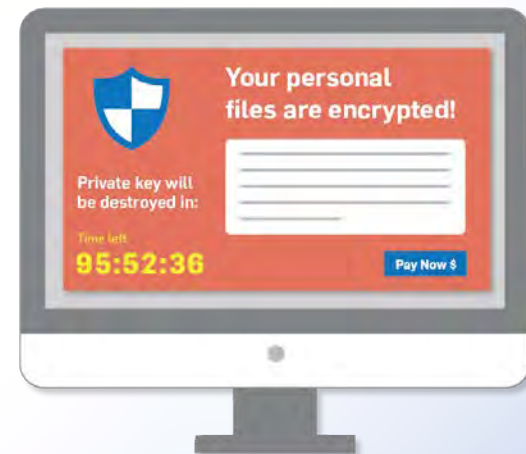 Your personal
files are encrypted!
Private key will
be destroyed in:
Time left
95:52:36
Pay Now $